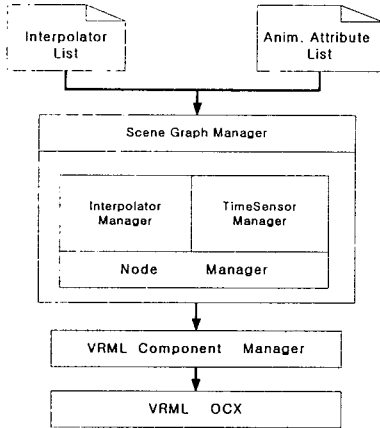 Interpolator
List
Anim. Attribute
List
Scene Graph Manager
Interpolator
Manager
TimeSensor
Manager
Node Manager
VRML Component Manager
VRML OCX